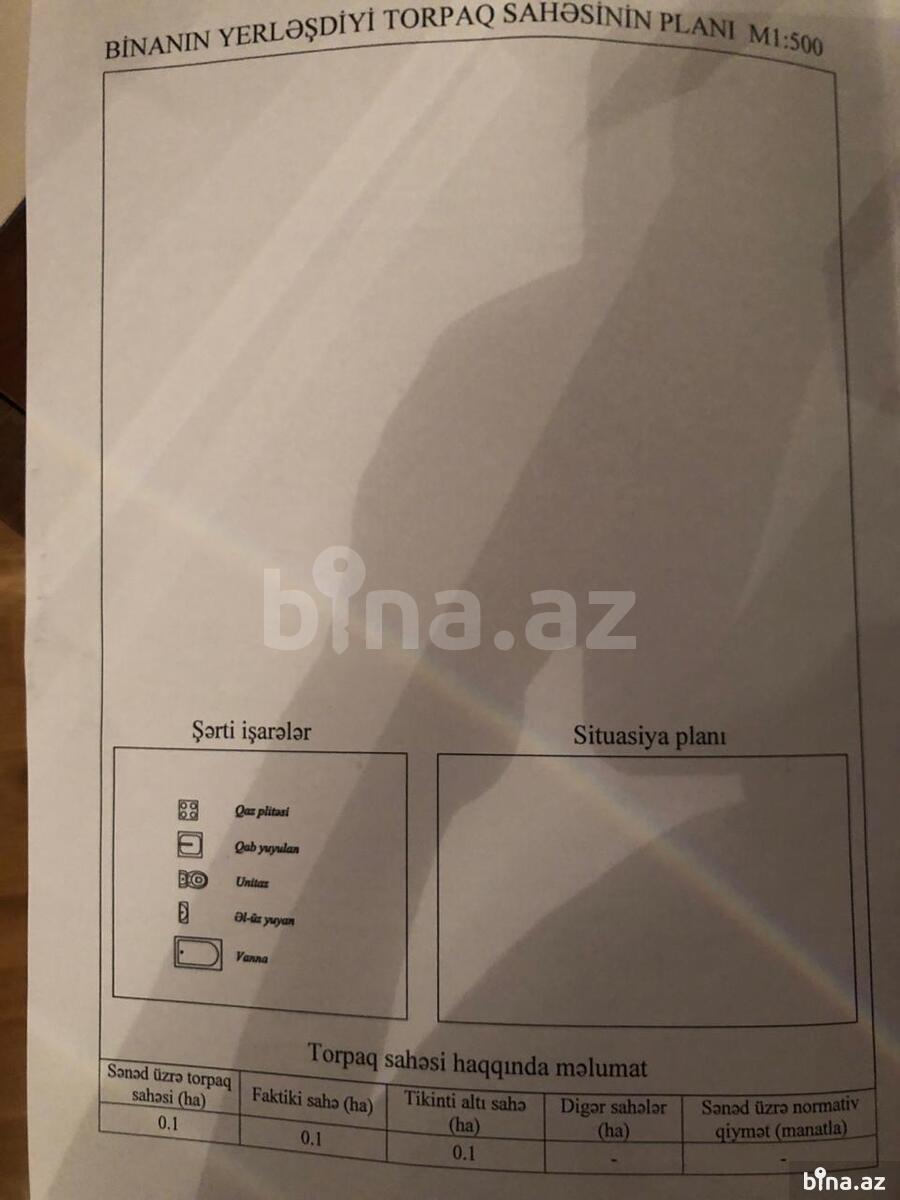 BİNANIN YERLƏŞDİYİ TORPAQ SAHƏSİNİN PLANI M1:500
bina.az
Şərti işarələr
Situasiya planı
Qaz plitəsi
Qab yuyulan
Unitaz
Əl-üz yuyan
Vanna
Torpaq sahəsi haqqında məlumat
Sənəd üzrə torpaq
sahəsi (ha)
Faktiki sahə (ha)
Tikinti altı sahə
(ha)
Digər sahələr
(ha)
Sənəd üzrə normativ
qiymət (manatla)
0.1
0.1
0.1
-
-
bina.az